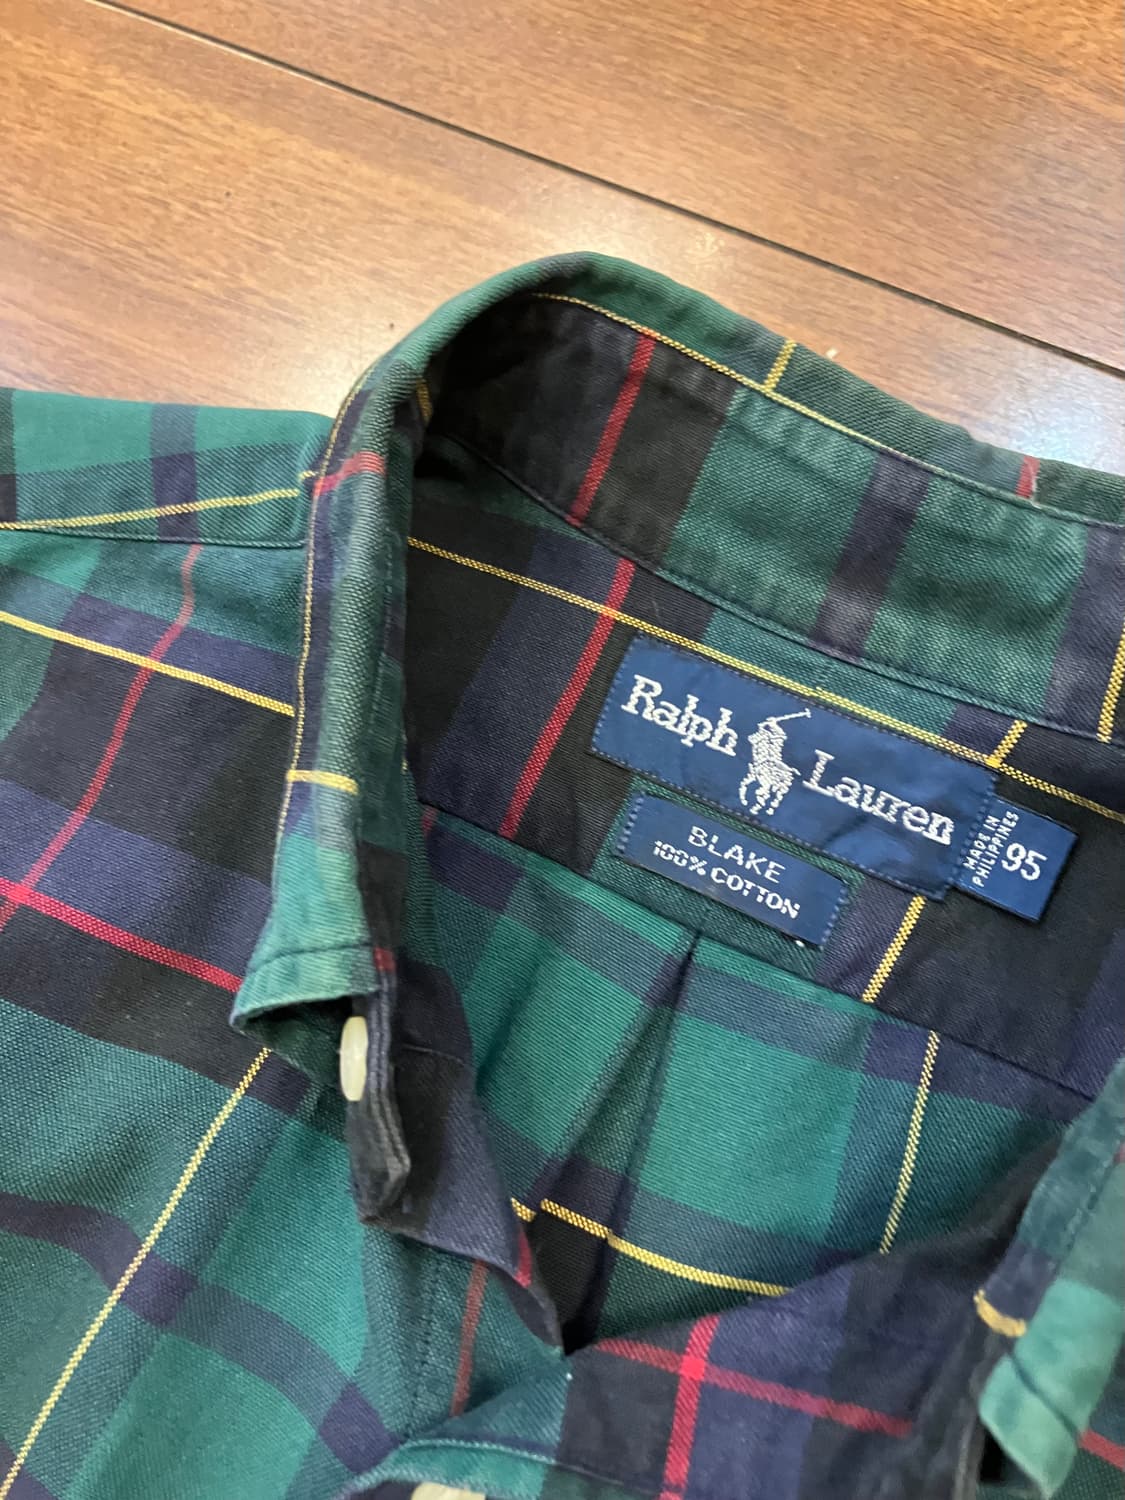 Ralph Lauren
BLAKE
100% COTTON
MADE IN
PHILIPPINES
95